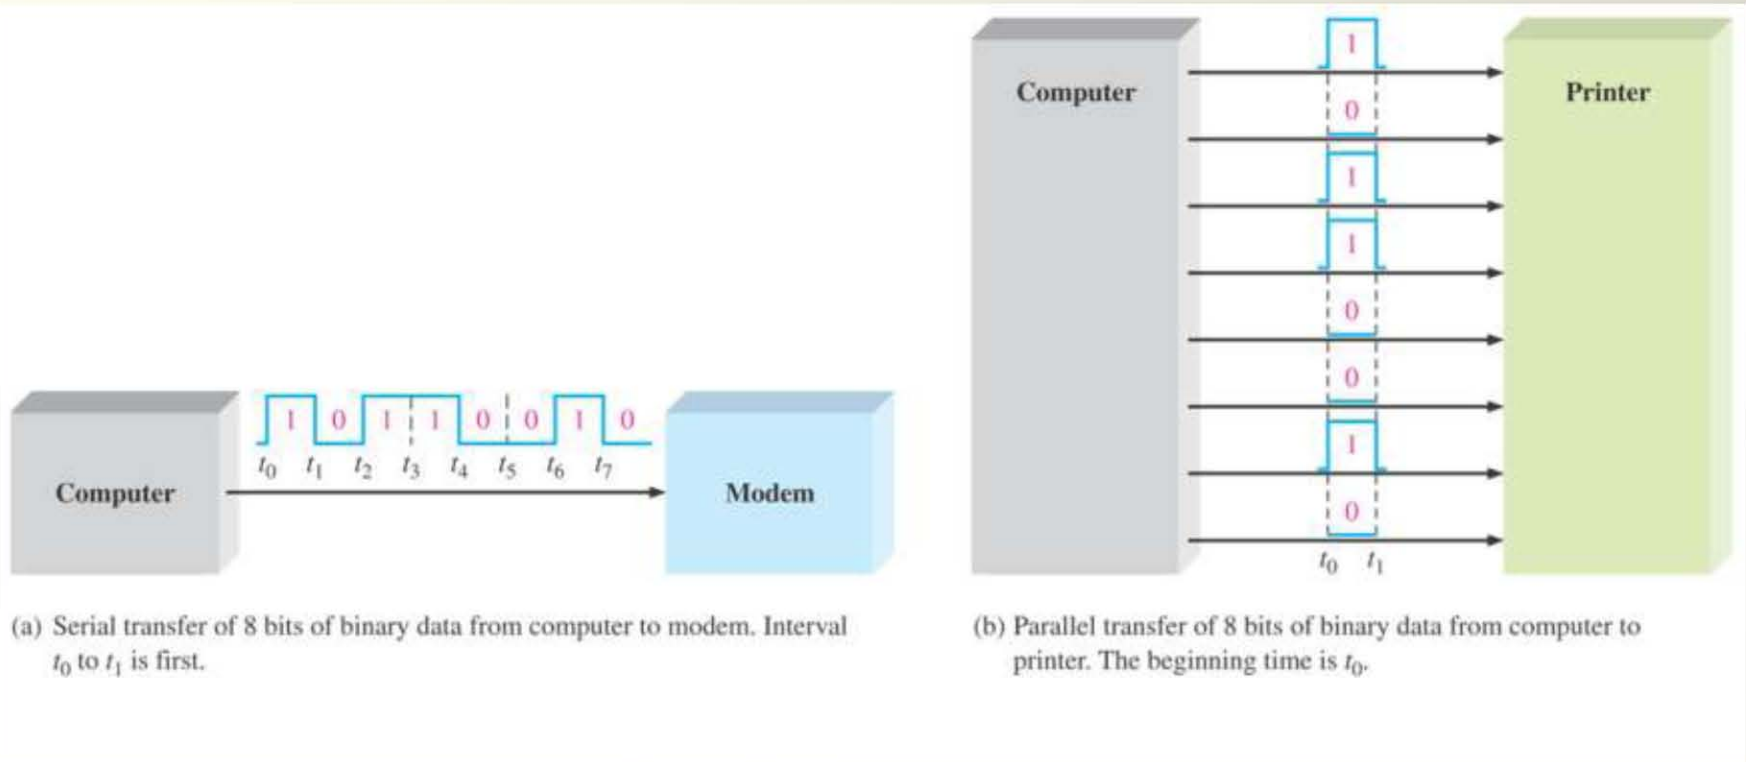 Computer
1 0 1 1 0 0 1 0
t₀ t₁ t₂ t₃ t₄ t₅ t₆ t₇
Modem
(a) Serial transfer of 8 bits of binary data from computer to modem. Interval
t₀ to t₁ is first.
Computer
1
0
1
1
0
0
1
0
t₀ t₁
Printer
(b) Parallel transfer of 8 bits of binary data from computer to
printer. The beginning time is t₀.